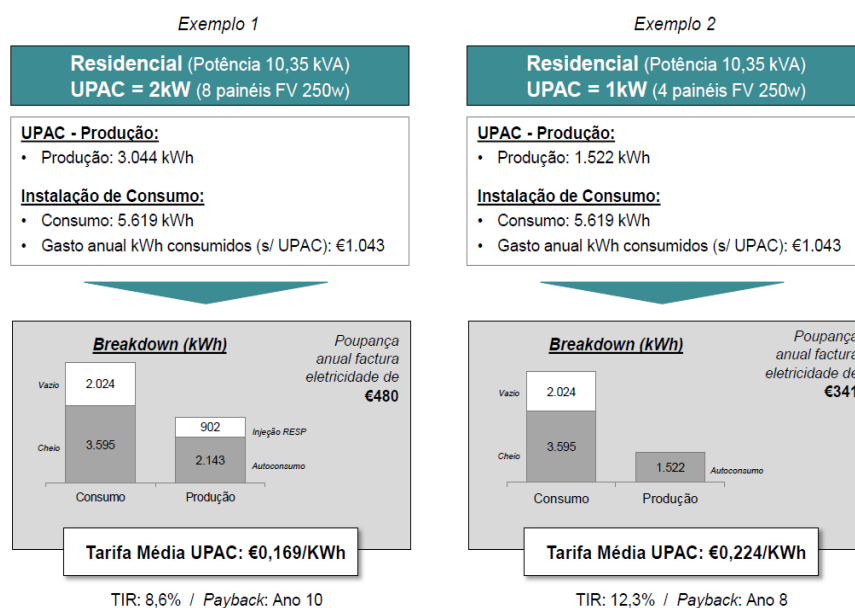 Exemplo 1
Residencial (Potência 10,35 kVA)
UPAC = 2kW (8 painéis FV 250w)
UPAC - Produção:
• Produção: 3.044 kWh
Instalação de Consumo:
• Consumo: 5.619 kWh
• Gasto anual kWh consumidos (s/ UPAC): €1.043
Breakdown (kWh)
Poupança
anual factura
eletricidade de
€480
Vazio
2.024
Cheio
3.595
902
Injeção RESP
2.143
Autoconsumo
Consumo
Produção
Tarifa Média UPAC: €0,169/KWh
TIR: 8,6% / Payback: Ano 10
Exemplo 2
Residencial (Potência 10,35 kVA)
UPAC = 1kW (4 painéis FV 250w)
UPAC - Produção:
• Produção: 1.522 kWh
Instalação de Consumo:
• Consumo: 5.619 kWh
• Gasto anual kWh consumidos (s/ UPAC): €1.043
Breakdown (kWh)
Poupança
anual factura
eletricidade de
€341
Vazio
2.024
Cheio
3.595
1.522
Autoconsumo
Consumo
Produção
Tarifa Média UPAC: €0,224/KWh
TIR: 12,3% / Payback: Ano 8